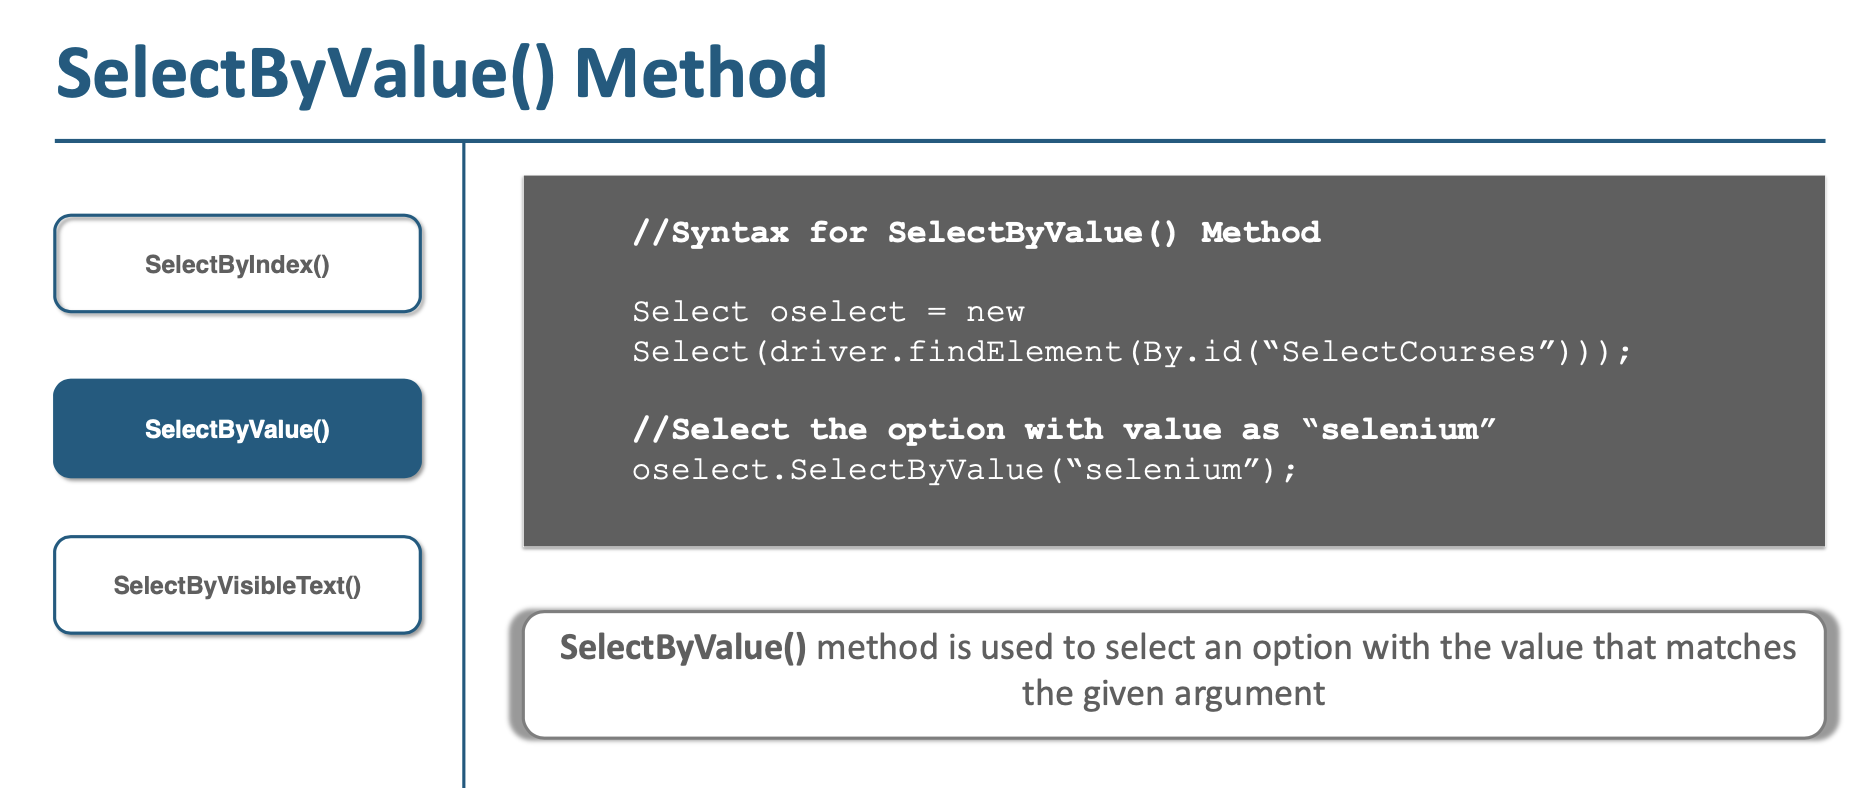 SelectByValue() Method
SelectByIndex()
SelectByValue()
SelectByVisibleText()
//Syntax for SelectByValue() Method
Select oselect = new
Select(driver.findElement(By.id(“SelectCourses”)));
//Select the option with value as “selenium”
oselect.SelectByValue(“selenium”);
SelectByValue() method is used to select an option with the value that matches
the given argument